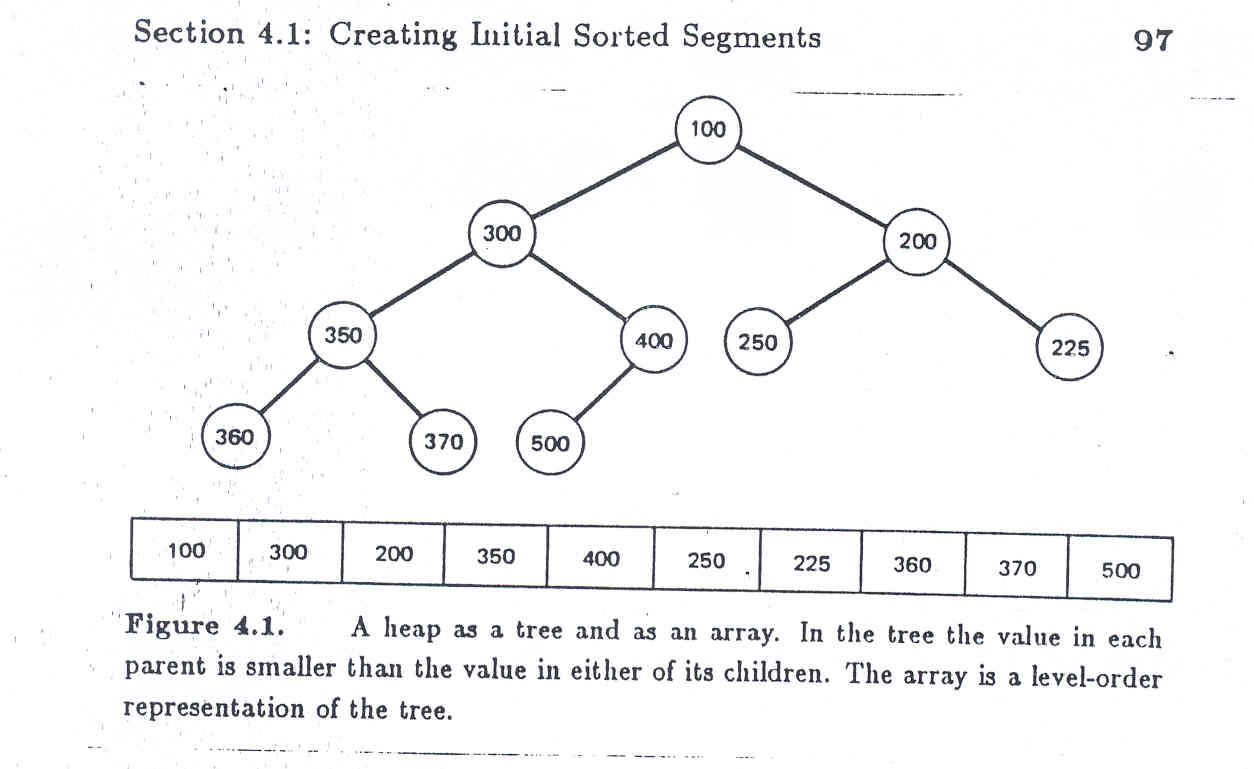 Section 4.1: Creating Initial Sorted Segments 97
100
300 200
350 400 250 225
360 370 500
100 300 200 350 400 250 225 360 370 500
Figure 4.1. A heap as a tree and as an array. In the tree the value in each
parent is smaller than the value in either of its children. The array is a level-order
representation of the tree.